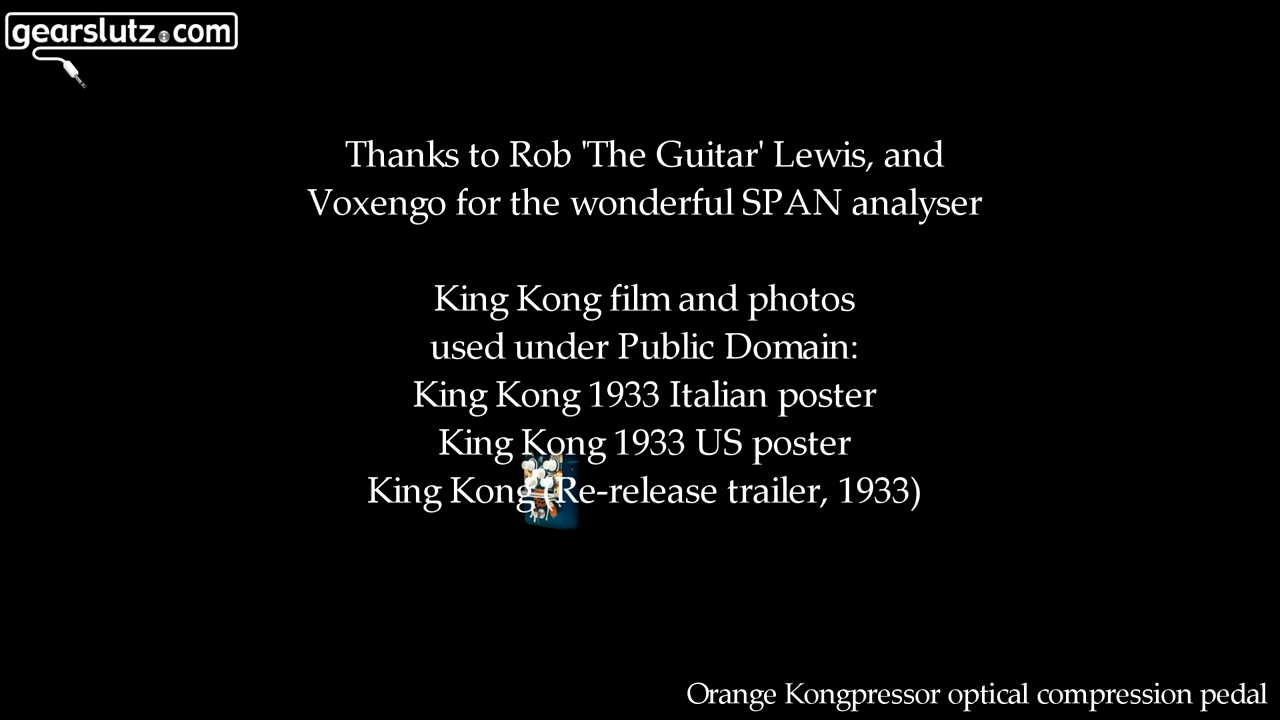 gearslutz.com
Thanks to Rob 'The Guitar' Lewis, and
Voxengo for the wonderful SPAN analyser
King Kong film and photos
used under Public Domain:
King Kong 1933 Italian poster
King Kong 1933 US poster
King Kong (Re-release trailer, 1933)
Orange Kongpressor optical compression pedal